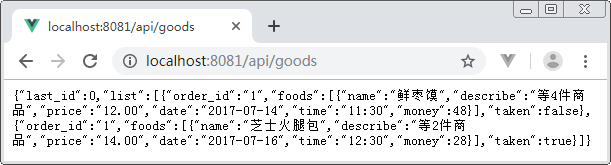 localhost:8081/api/goods
localhost:8081/api/goods
{"last_id":0,"list":[{"order_id":"1","foods":[{"name":"鲜枣馍","describe":"等4件商
品","price":"12.00","date":"2017-07-14","time":"11:30","money":48}],"taken":false},
{"order_id":"1","foods":[{"name":"芝士火腿包","describe":"等2件商
品","price":"14.00","date":"2017-07-16","time":"12:30","money":28}],"taken":true}]}